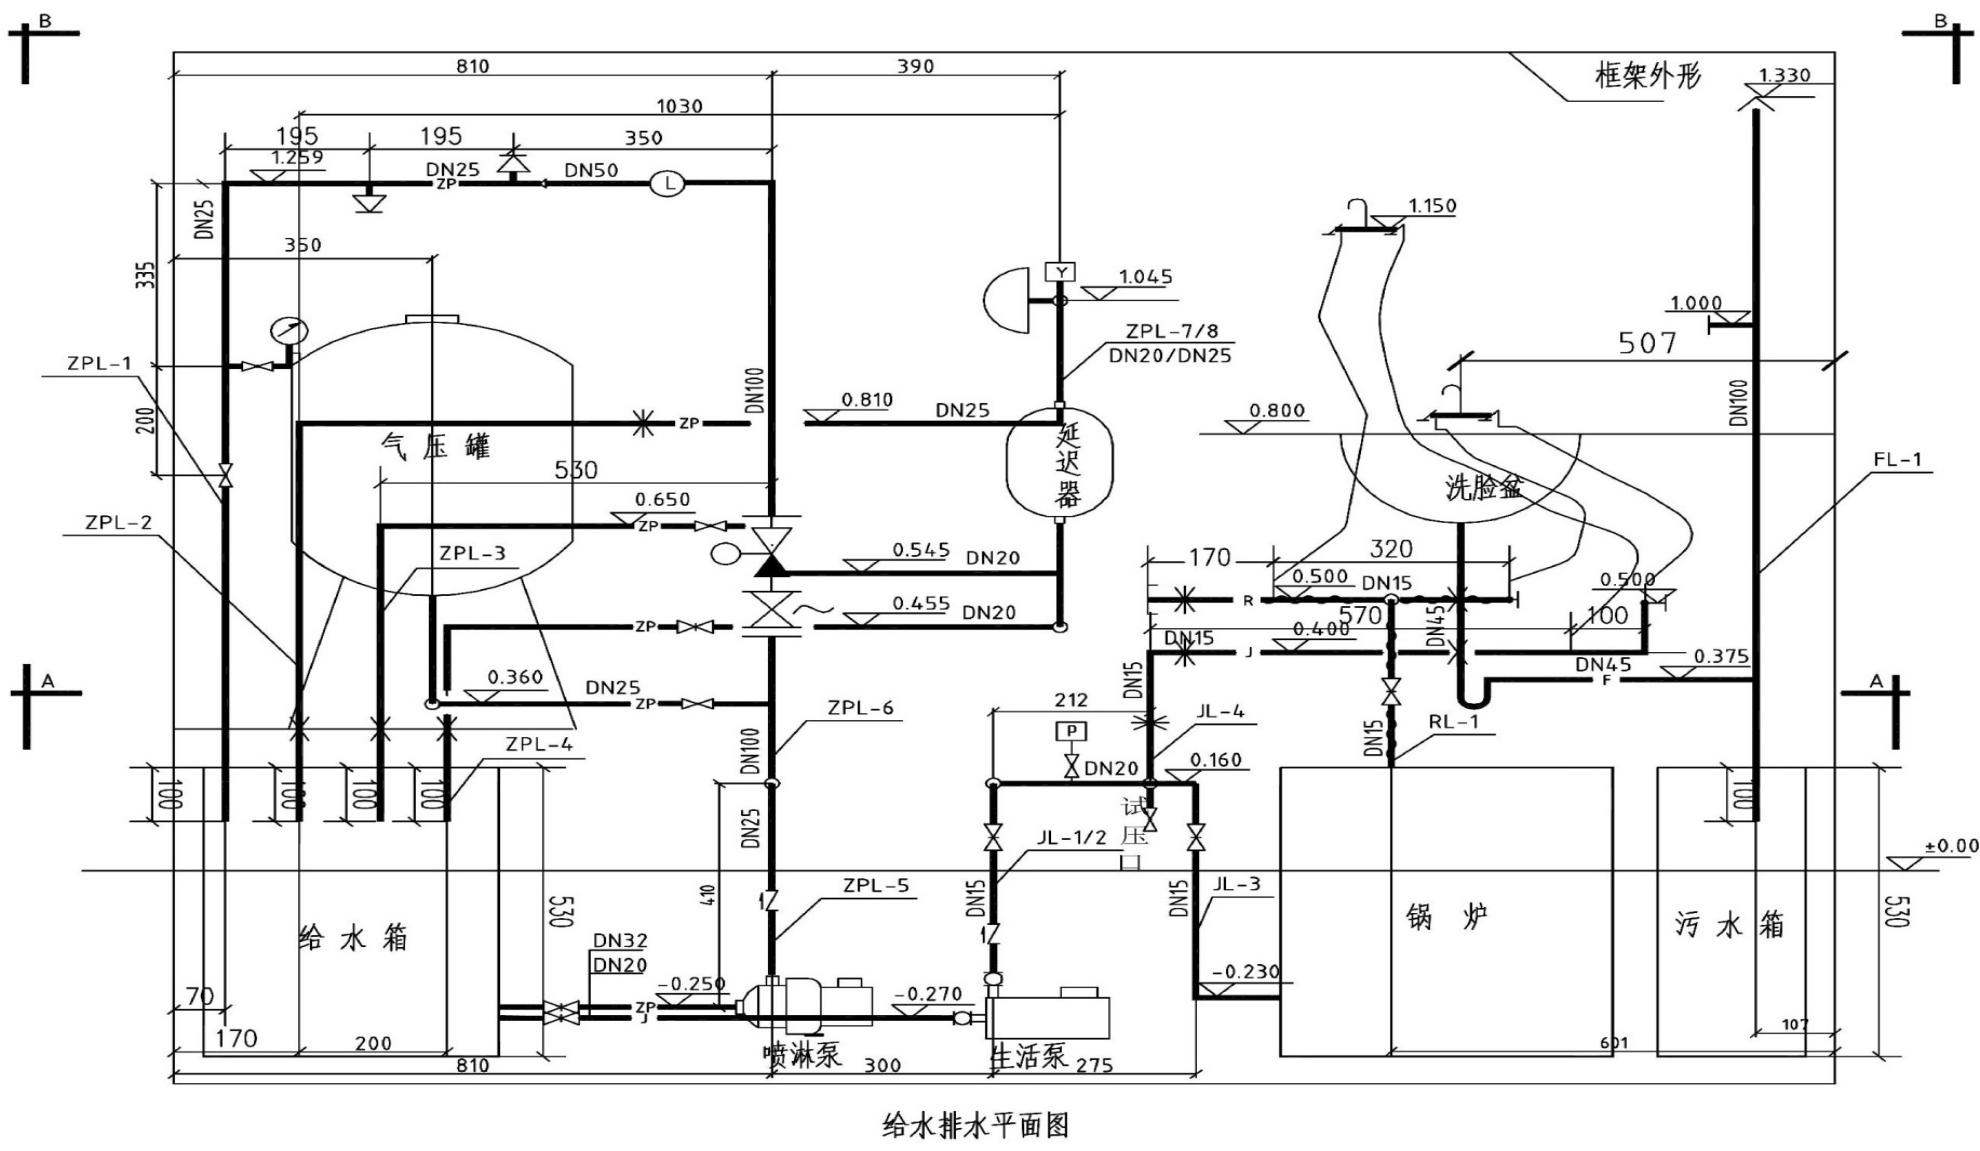 B
B
810
390
框架外形
1.330
1030
195
195
350
1.259
DN25
ZP
DN50
L
DN25
350
335
1.150
Y
1.045
1.000
ZPL-7/8
DN20/DN25
507
ZPL-1
200
DN100
0.810
DN25
0.800
DN100
ZP
气压罐
延迟器
530
洗脸盆
FL-1
0.650
ZP
ZPL-2
ZPL-3
0.545
DN20
170
320
0.500
DN15
0.500
R
0.455
DN20
ZP
570
100
DN45
DN15
0.400
J
0.375
DN45
F
A
A
0.360
DN25
ZP
DN15
212
ZPL-6
JL-4
RL-1
P
ZPL-4
DN100
DN15
DN20
0.160
100
100
100
100
100
试压口
DN25
JL-1/2
±0.00
410
ZPL-5
DN15
DN15
JL-3
530
给水箱
锅炉
污水箱
530
DN32
DN20
-0.250
ZP
J
-0.270
-0.230
70
170
200
喷淋泵
生活泵
107
601
810
300
275
给水排水平面图